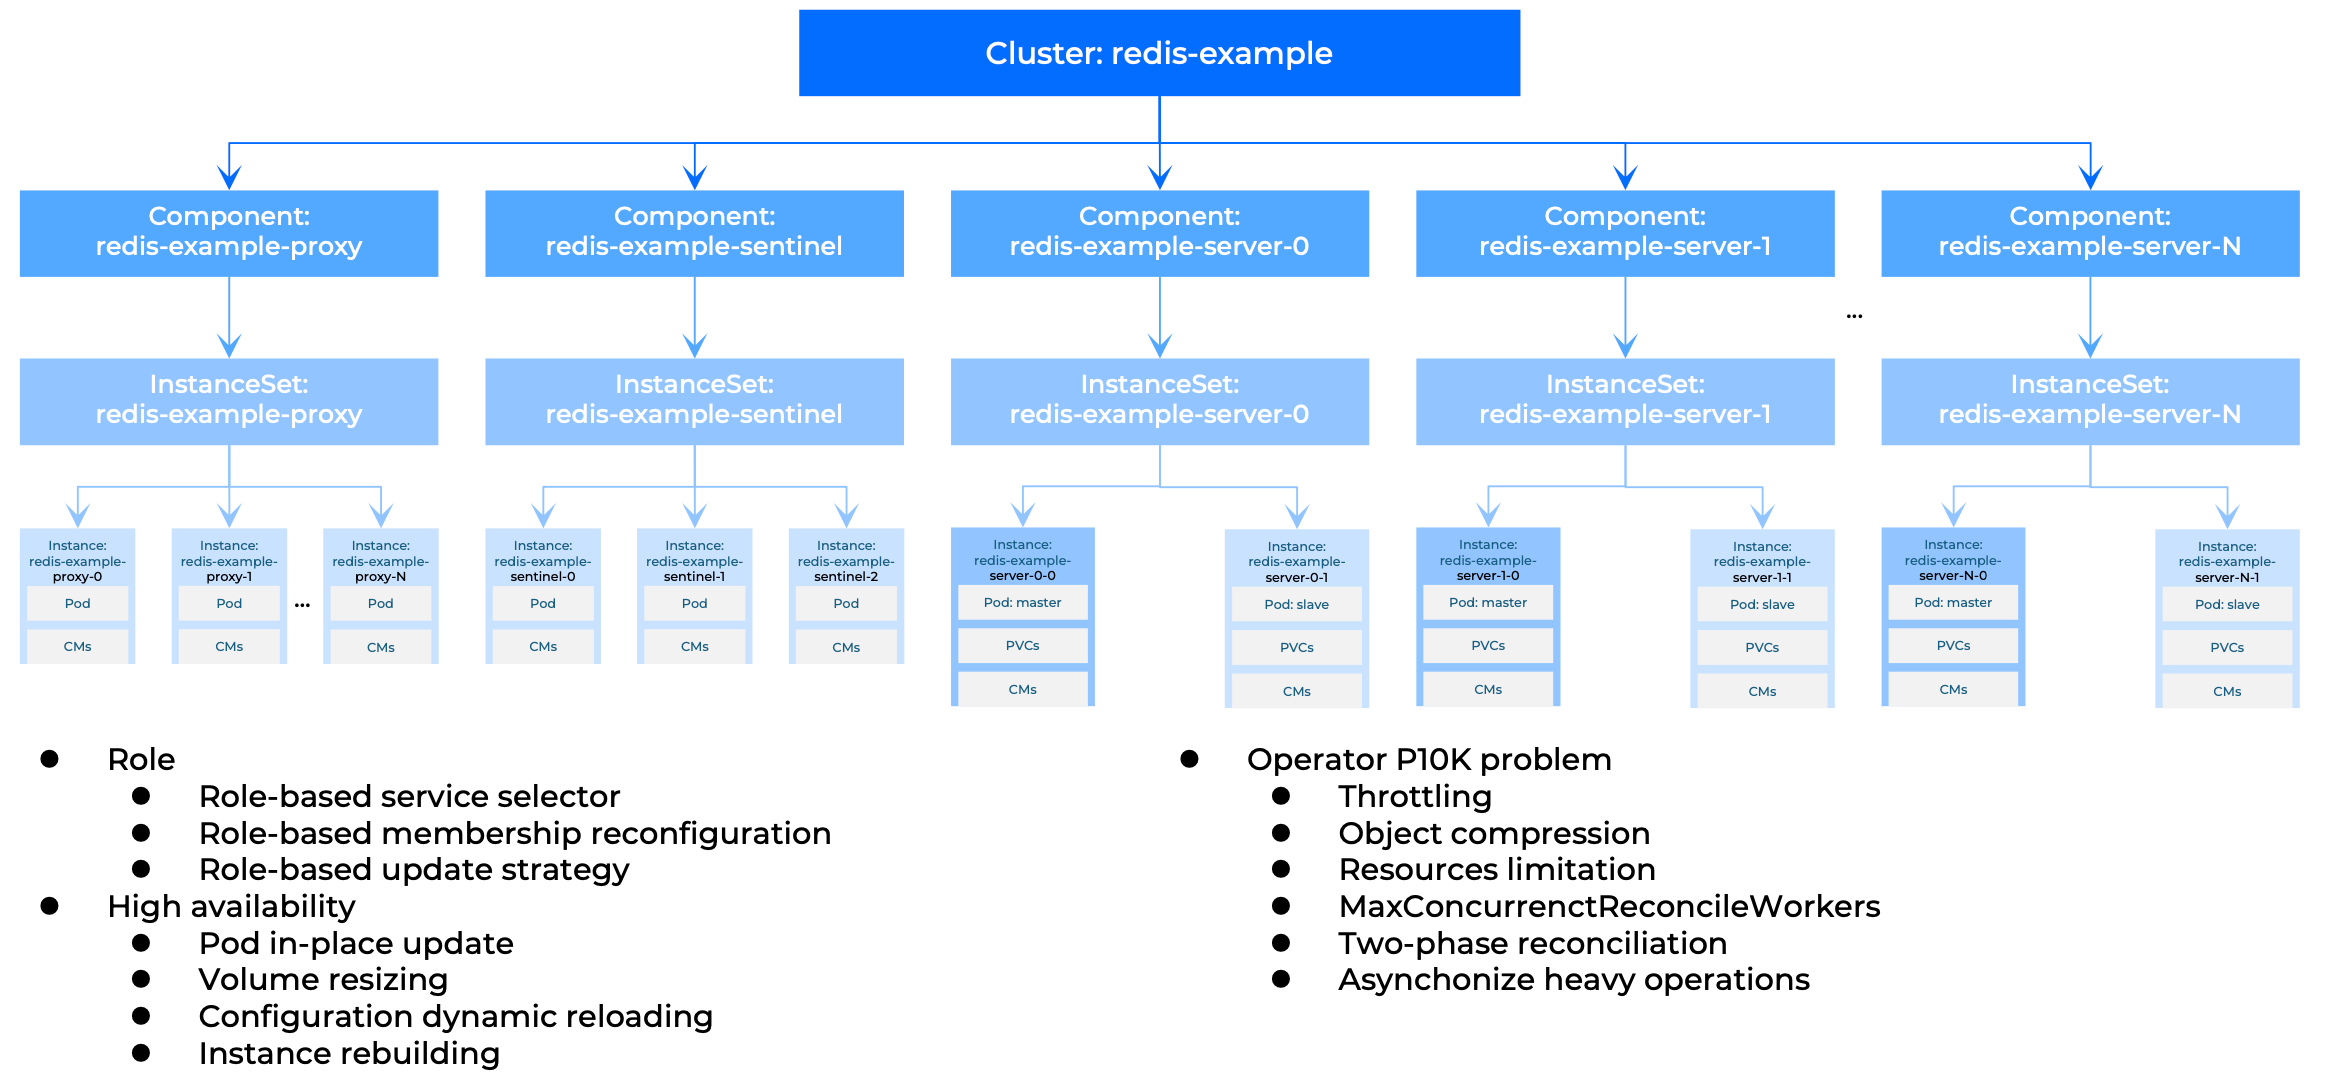 Cluster: redis-example
Component:
redis-example-proxy
Component:
redis-example-sentinel
Component:
redis-example-server-0
Component:
redis-example-server-1
Component:
redis-example-server-N
...
InstanceSet:
redis-example-proxy
InstanceSet:
redis-example-sentinel
InstanceSet:
redis-example-server-0
InstanceSet:
redis-example-server-1
InstanceSet:
redis-example-server-N
Instance:
redis-example-
proxy-0
Pod
CMs
Instance:
redis-example-
proxy-1
Pod
CMs
...
Instance:
redis-example-
proxy-N
Pod
CMs
Instance:
redis-example-
sentinel-0
Pod
CMs
Instance:
redis-example-
sentinel-1
Pod
CMs
Instance:
redis-example-
sentinel-2
Pod
CMs
Instance:
redis-example-
server-0-0
Pod: master
PVCs
CMs
Instance:
redis-example-
server-0-1
Pod: slave
PVCs
CMs
Instance:
redis-example-
server-1-0
Pod: master
PVCs
CMs
Instance:
redis-example-
server-1-1
Pod: slave
PVCs
CMs
Instance:
redis-example-
server-N-0
Pod: master
PVCs
CMs
Instance:
redis-example-
server-N-1
Pod: slave
PVCs
CMs
● Role
● Role-based service selector
● Role-based membership reconfiguration
● Role-based update strategy
● High availability
● Pod in-place update
● Volume resizing
● Configuration dynamic reloading
● Instance rebuilding
● Operator P10K problem
● Throttling
● Object compression
● Resources limitation
● MaxConcurrenctReconcileWorkers
● Two-phase reconciliation
● Asynchonize heavy operations